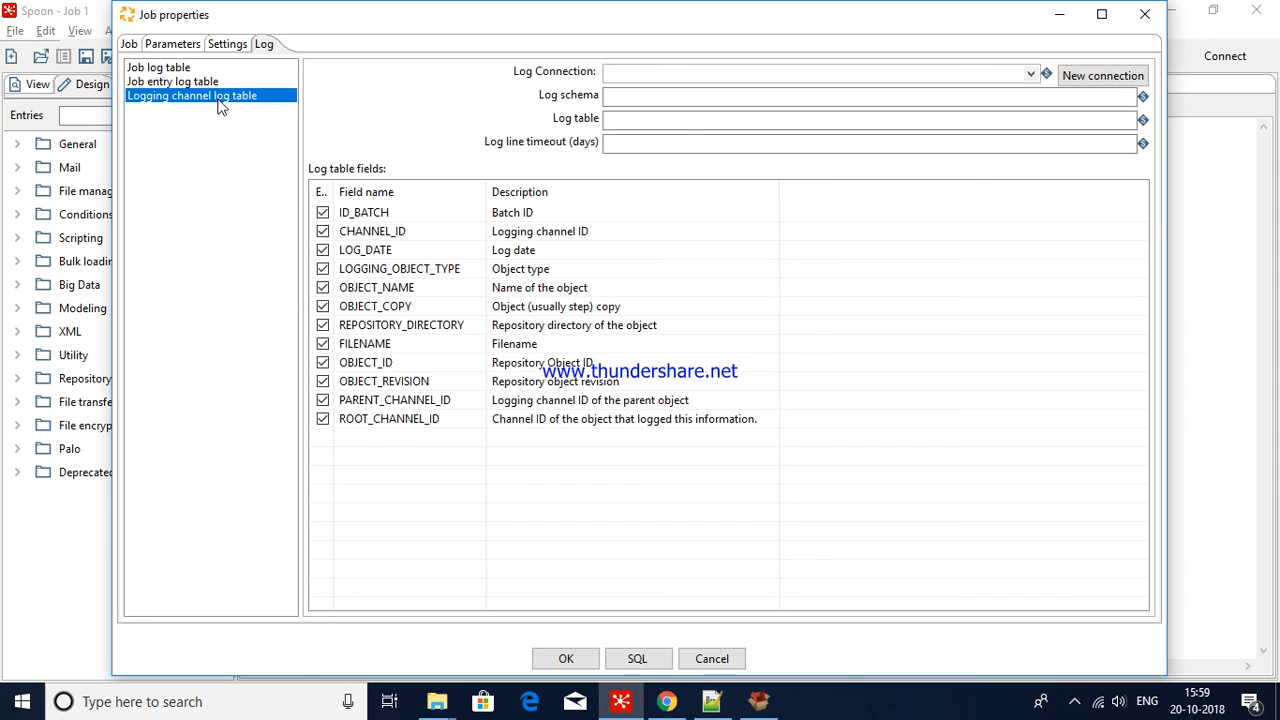 Spoon - Job 1
Job properties
File Edit View
Job Parameters Settings Log
Connect
View Design
Entries
General
Mail
File manag
Conditions
Scripting
Bulk loadin
Big Data
Modeling
XML
Utility
Repository
File transfe
File encryp
Palo
Deprecated
Job log table
Job entry log table
Logging channel log table
Log Connection:
New connection
Log schema
Log table
Log line timeout (days)
Log table fields:
E.. Field name Description
ID_BATCH Batch ID
CHANNEL_ID Logging channel ID
LOG_DATE Log date
LOGGING_OBJECT_TYPE Object type
OBJECT_NAME Name of the object
OBJECT_COPY Object (usually step) copy
REPOSITORY_DIRECTORY Repository directory of the object
FILENAME Filename
OBJECT_ID Repository Object ID
www.thundershare.net
OBJECT_REVISION Repository object revision
PARENT_CHANNEL_ID Logging channel ID of the parent object
ROOT_CHANNEL_ID Channel ID of the object that logged this information.
OK SQL Cancel
Type here to search
ENG
15:59
20-10-2018
4